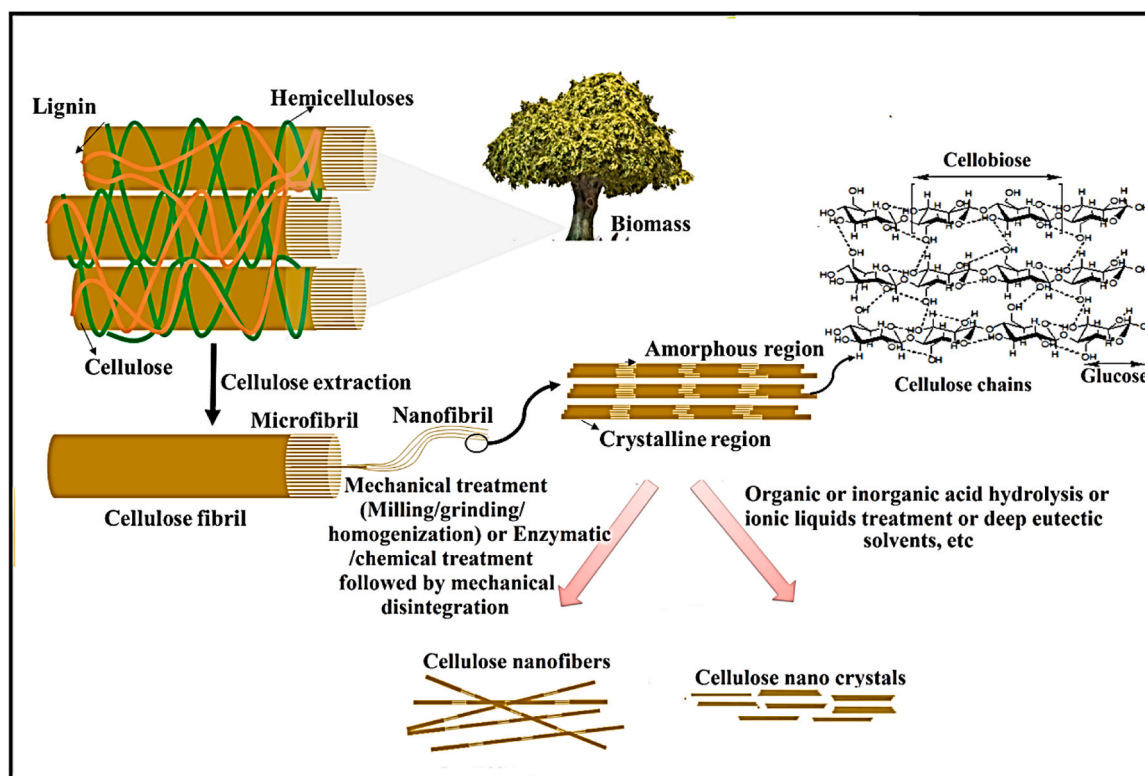 Hemicelluloses
Lignin
Biomass
Cellulose
Cellulose extraction
Microfibril
Nanofibril
Cellulose fibril
Amorphous region
Crystalline region
Cellobiose
Cellulose chains
Glucose
Mechanical treatment
(Milling/grinding/
homogenization) or Enzymatic
/chemical treatment
followed by mechanical
disintegration
Organic or inorganic acid hydrolysis or
ionic liquids treatment or deep eutectic
solvents, etc
Cellulose nanofibers
Cellulose nano crystals